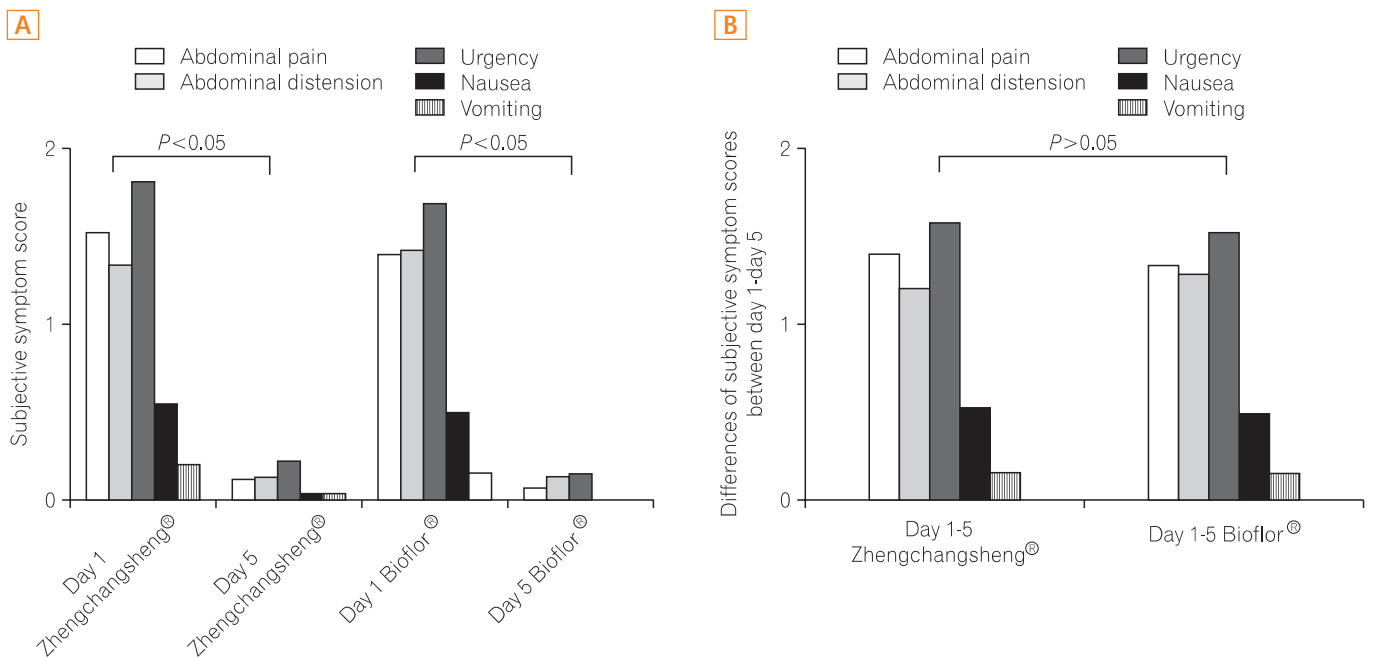 A
Abdominal pain
Abdominal distension
Urgency
Nausea
Vomiting
P<0.05
P<0.05
2
1
0
Subjective symptom score
Day 1
Zhengchangsheng®
Day 5
Zhengchangsheng®
Day 1 Bioflor ®
Day 5 Bioflor ®
B
Abdominal pain
Abdominal distension
Urgency
Nausea
Vomiting
P>0.05
2
1
0
Differences of subjective symptom scores
between day 1-day 5
Day 1-5
Zhengchangsheng®
Day 1-5 Bioflor®